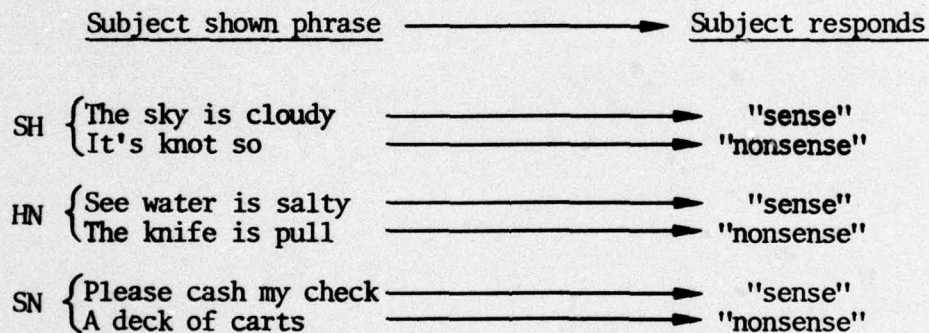 Subject shown phrase Subject responds
SH { The sky is cloudy "sense"
It's knot so "nonsense"
HN { See water is salty "sense"
The knife is pull "nonsense"
SN { Please cash my check "sense"
A deck of carts "nonsense"